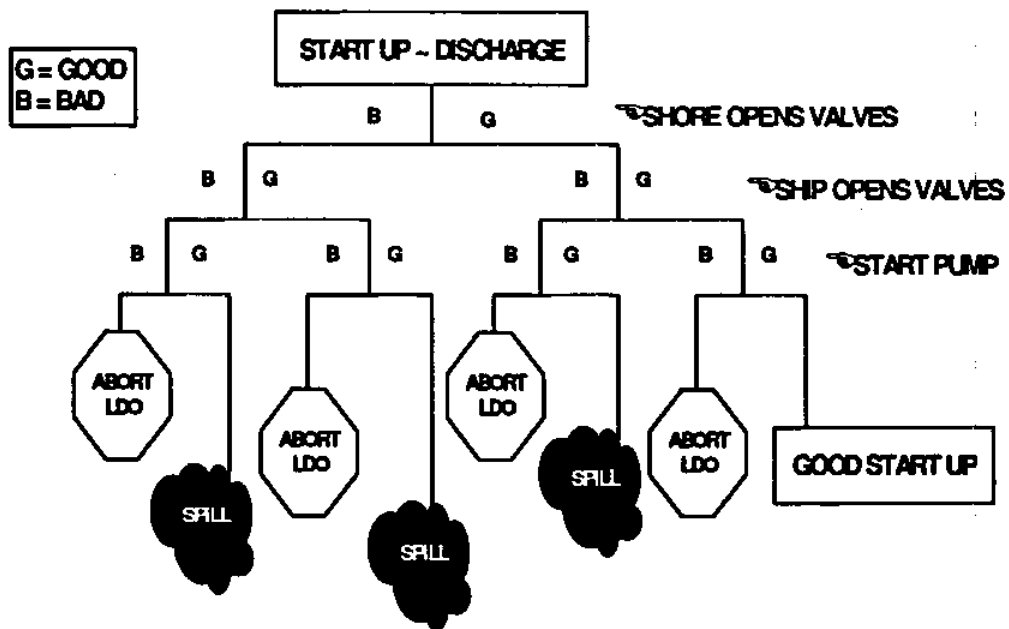 START UP ~ DISCHARGE
G = GOOD
B = BAD
B G
☜SHORE OPENS VALVES
B G B G
☜SHIP OPENS VALVES
B G B G B G B G
☜START PUMP
ABORT
LDO
ABORT
LDO
ABORT
LDO
ABORT
LDO
GOOD START UP
SPILL
SPILL
SPILL